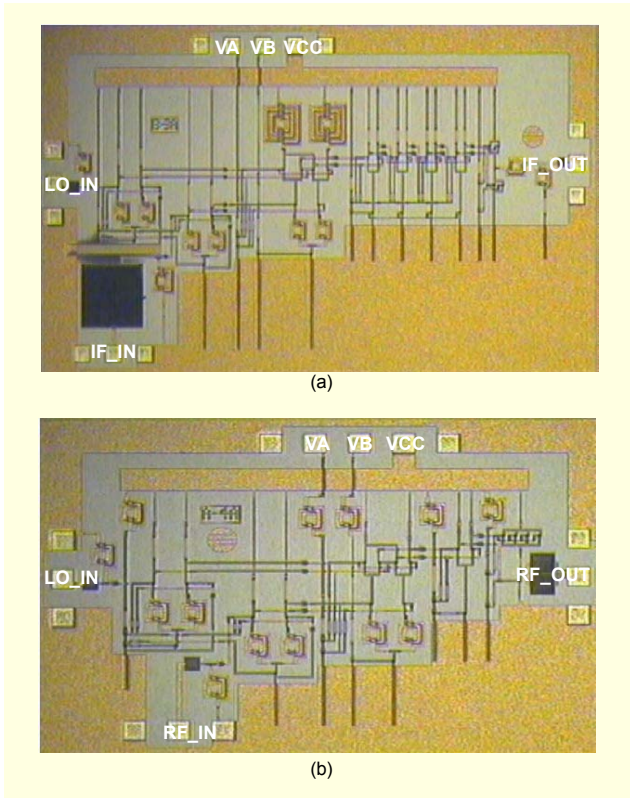 VA VB VCC
LO_IN
IF_OUT
IF_IN
(a)
VA VB VCC
LO_IN
RF_OUT
RF_IN
(b)